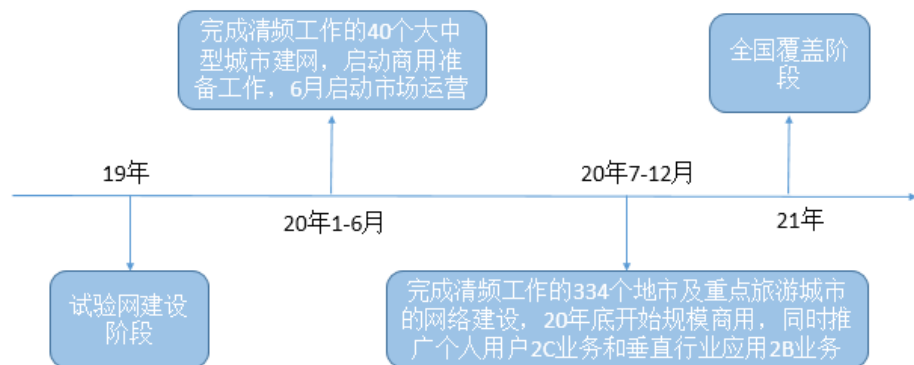 完成清频工作的40个大中
型城市建网，启动商用准
备工作，6月启动市场运营
全国覆盖阶
段
19年
20年7-12月
20年1-6月
21年
试验网建设
阶段
完成清频工作的334个地市及重点旅游城市
的网络建设，20年底开始规模商用，同时推
广个人用户2C业务和垂直行业应用2B业务